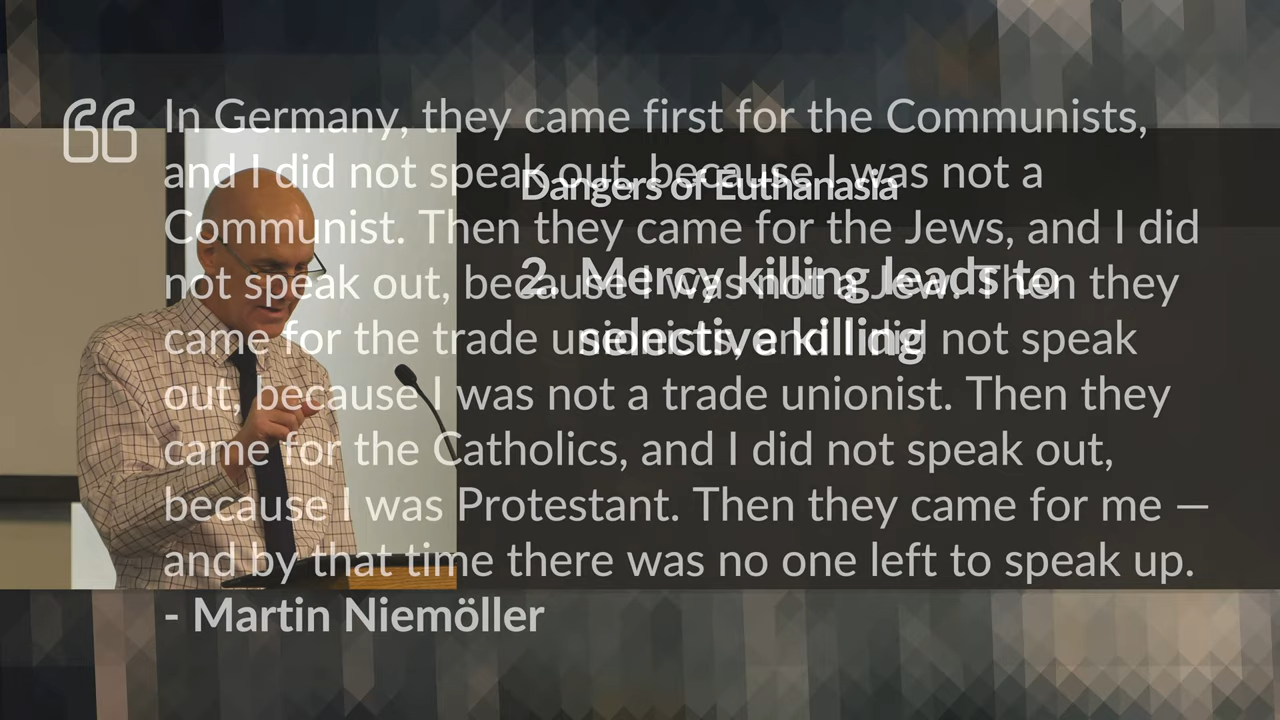 “
In Germany, they came first for the Communists,
and I did not speak out, because I was not a
Communist. Then they came for the Jews, and I did
not speak out, because I was not a Jew. Then they
came for the trade unionists, and I did not speak
out, because I was not a trade unionist. Then they
came for the Catholics, and I did not speak out,
because I was Protestant. Then they came for me —
and by that time there was no one left to speak up.
- Martin Niemöller
Dangers of Euthanasia
2. Mercy killing leads to
selective killing